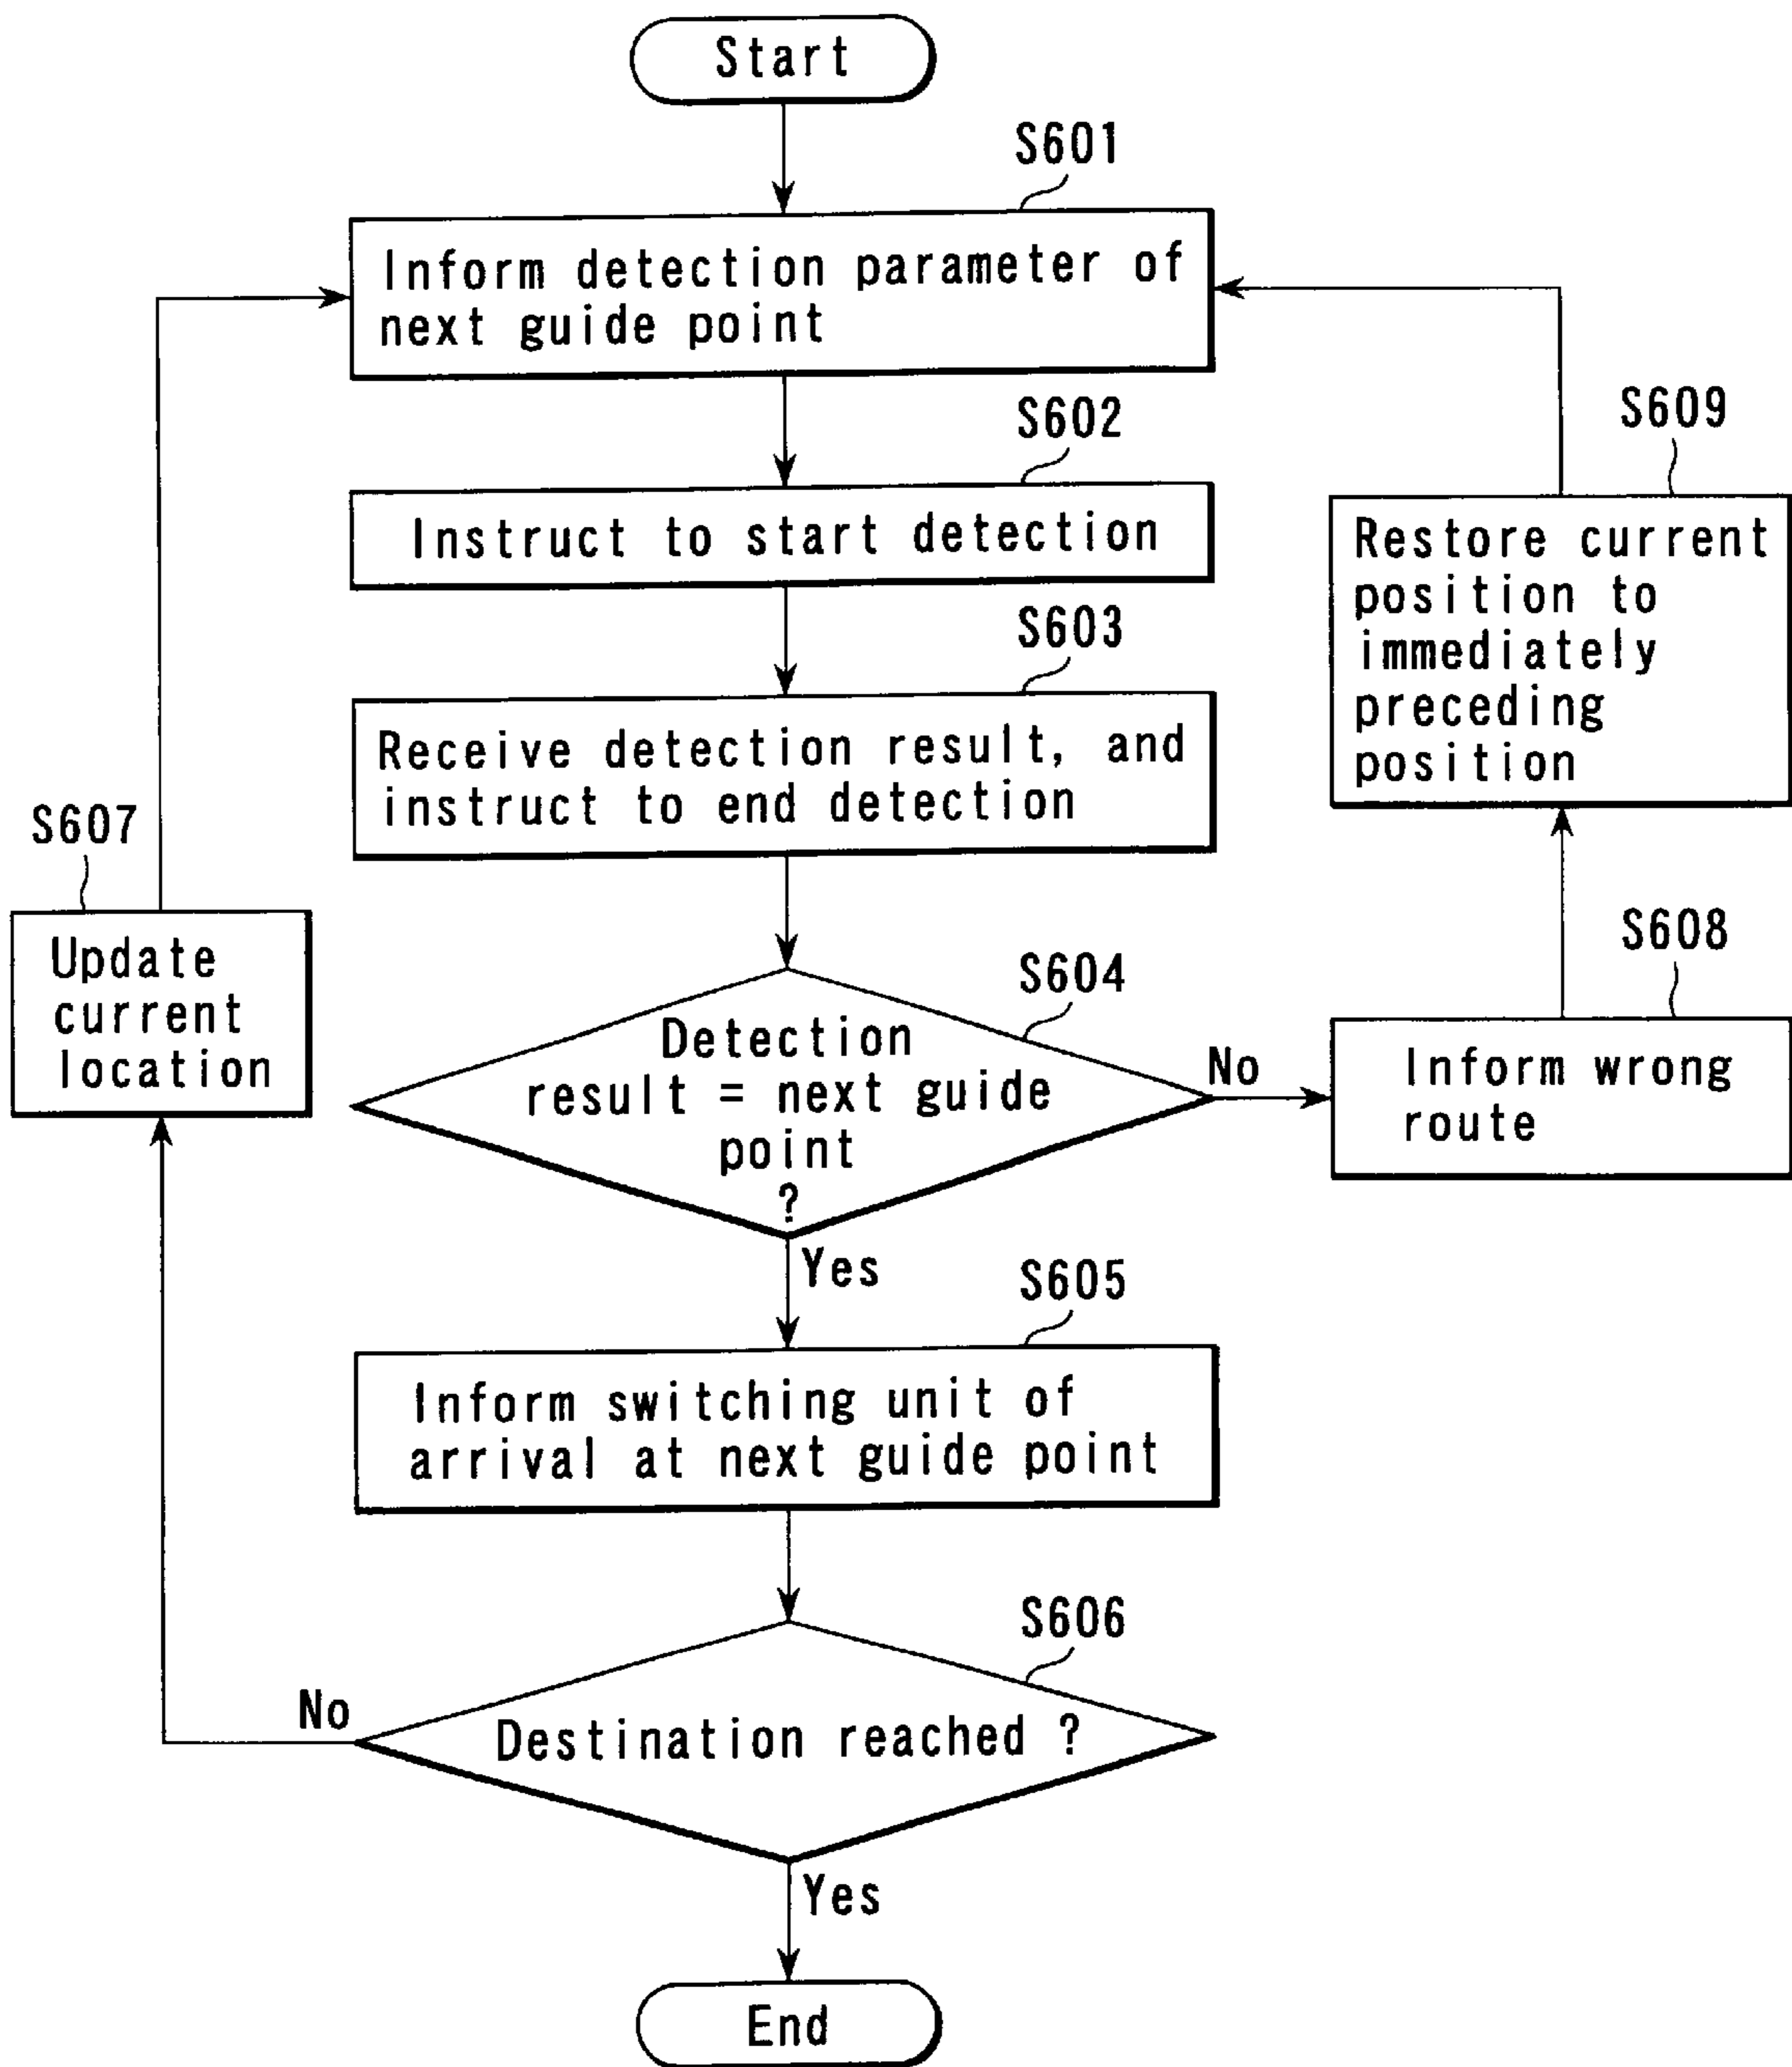 Start
S601
Inform detection parameter of
next guide point
S602
Instruct to start detection
S603
Receive detection result, and
instruct to end detection
S604
Detection
result = next guide
point
?
No
Yes
S605
Inform switching unit of
arrival at next guide point
S606
Destination reached ?
No
Yes
End
S607
Update
current
location
S608
Inform wrong
route
S609
Restore current
position to
immediately
preceding
position